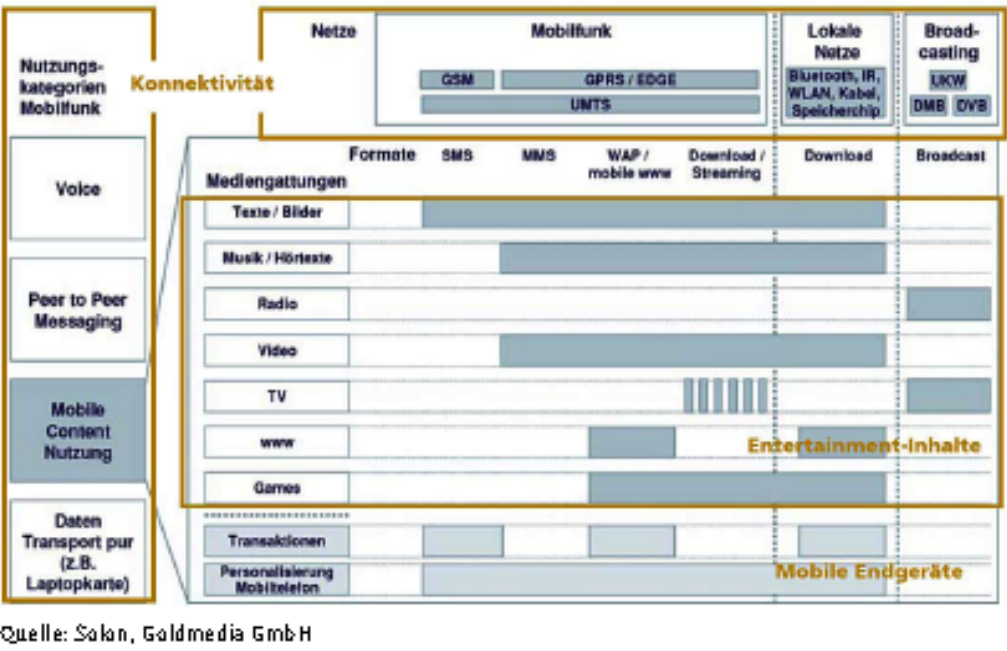 Nutzungs-
kategorien
Mobilfunk
Konnektivität
Netze
Mobilfunk
GSM
GPRS / EDGE
UMTS
Lokale
Netze
Bluetooth, IR,
WLAN, Kabel,
Speicherchip
Broad-
casting
UKW
DMB DVB
Voice
Peer to Peer
Messaging
Mobile
Content
Nutzung
Daten
Transport pur
(z.B.
Laptopkarte)
Formate
SMS
MMS
WAP /
mobile www
Download /
Streaming
Download
Broadcast
Mediengattungen
Texte / Bilder
Musik / Hörtexte
Radio
Video
TV
www
Entertainment-Inhalte
Games
Transaktionen
Personalisierung
Mobiltelefon
Mobile Endgeräte
Quelle: Solon, Goldmedia GmbH